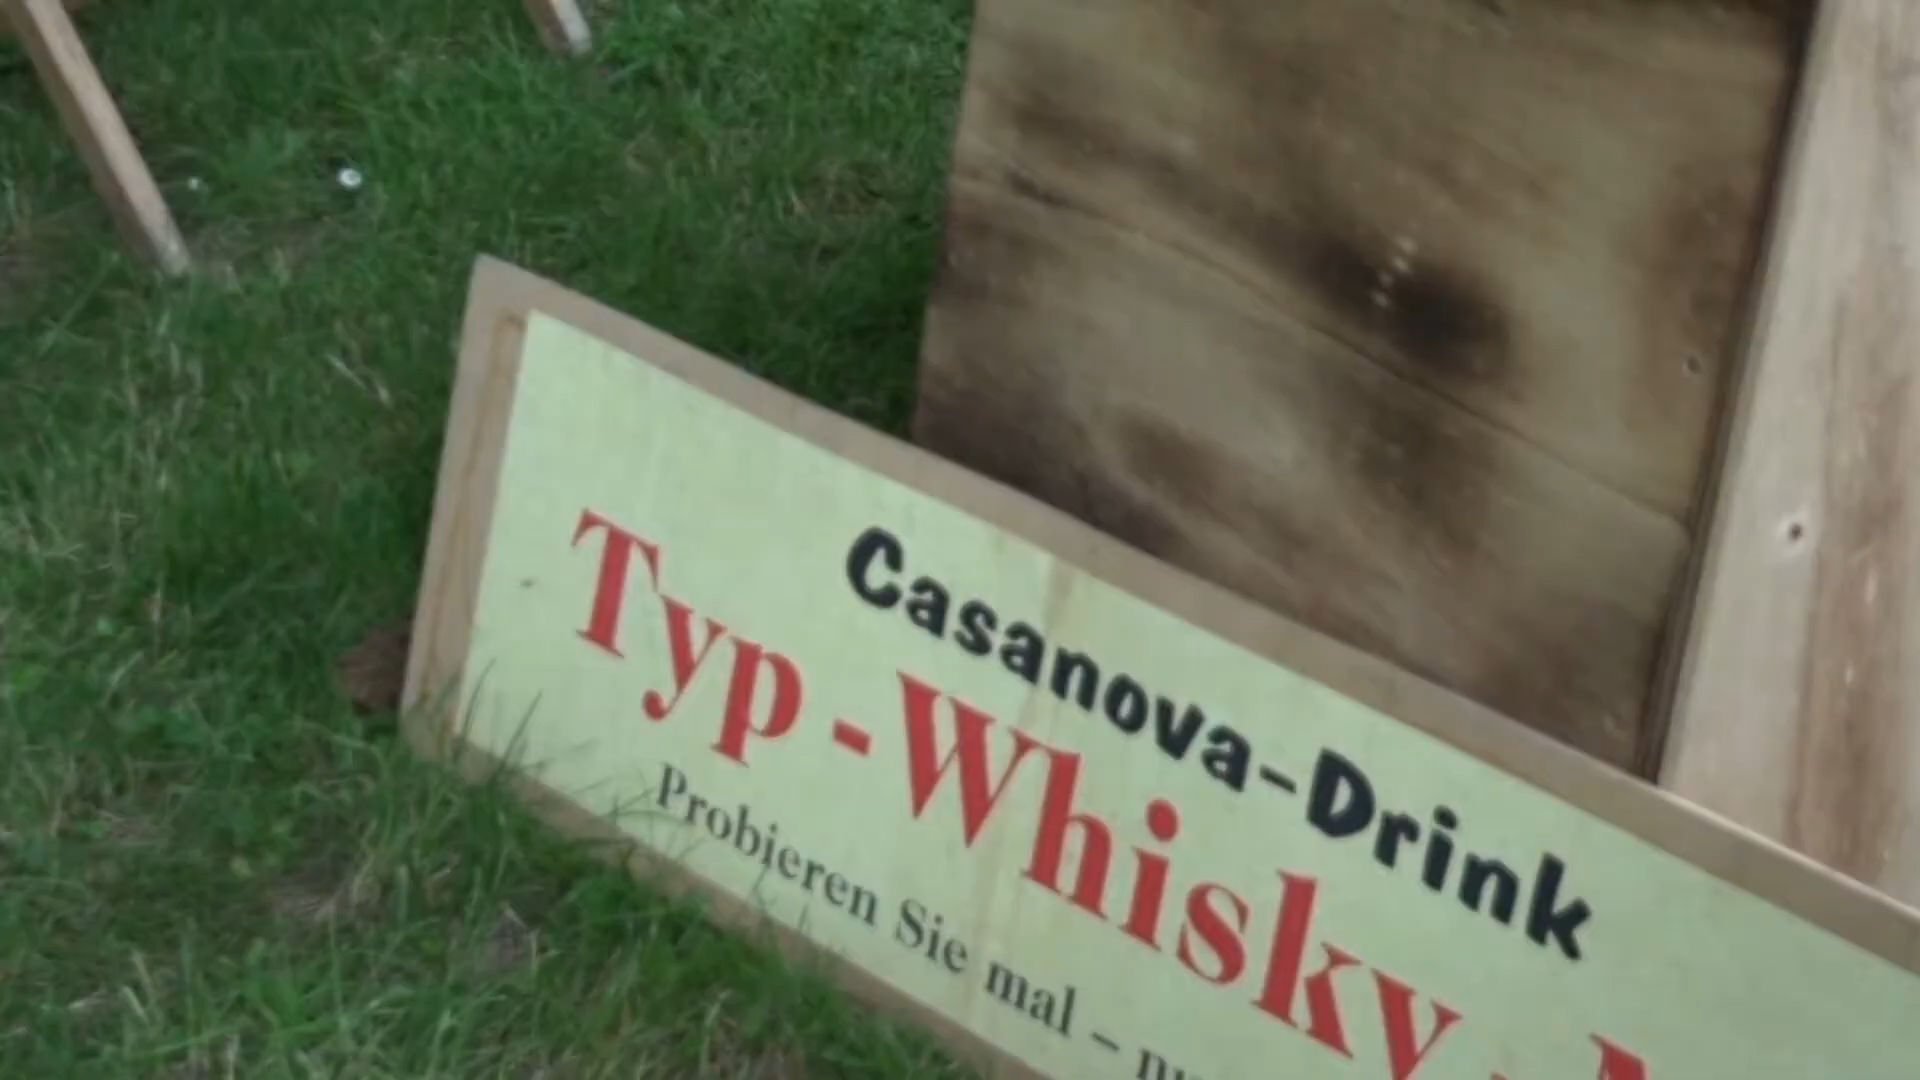 Casanova-Drink
Typ-Whisky-
Probieren Sie mal –